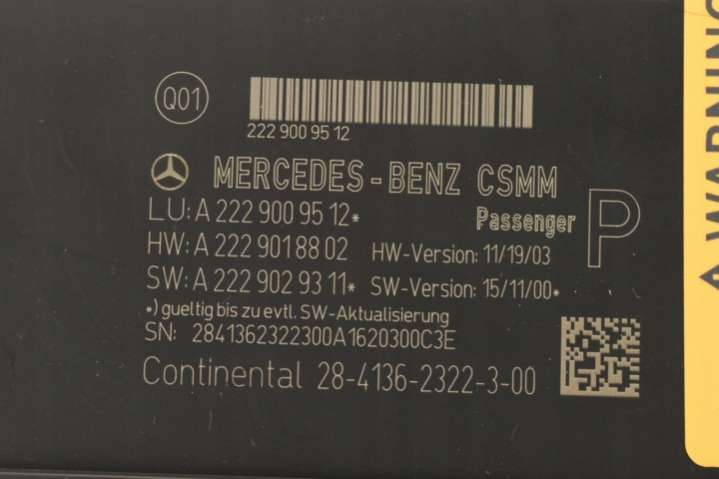 Q01
222 900 95 12
MERCEDES-BENZ CSMM
LU: A 222 900 95 12*
Passenger
P
HW: A 222 901 88 02 HW-Version: 11/19/03
SW: A 222 902 93 11* SW-Version: 15/11/00*
*) gueltig bis zu evtl. SW-Aktualisierung
SN: 2841362322300A1620300C3E
Continental 28-4136-2322-3-00
WARNING